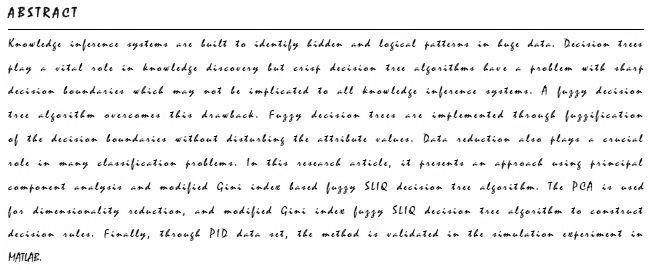 ABSTRACT
Knowledge inference systems are built to identify hidden and logical patterns in huge data. Decision trees
play a vital role in knowledge discovery but crisp decision tree algorithms have a problem with sharp
decision boundaries which may not be implicated to all knowledge inference systems. A fuzzy decision
tree algorithm overcomes this drawback. Fuzzy decision trees are implemented through fuzzification
of the decision boundaries without disturbing the attribute values. Data reduction also plays a crucial
role in many classification problems. In this research article, it presents an approach using principal
component analysis and modified Gini index based fuzzy SLIQ decision tree algorithm. The PCA is used
for dimensionality reduction, and modified Gini index fuzzy SLIQ decision tree algorithm to construct
decision rules. Finally, through PID data set, the method is validated in the simulation experiment in
MATLAB.